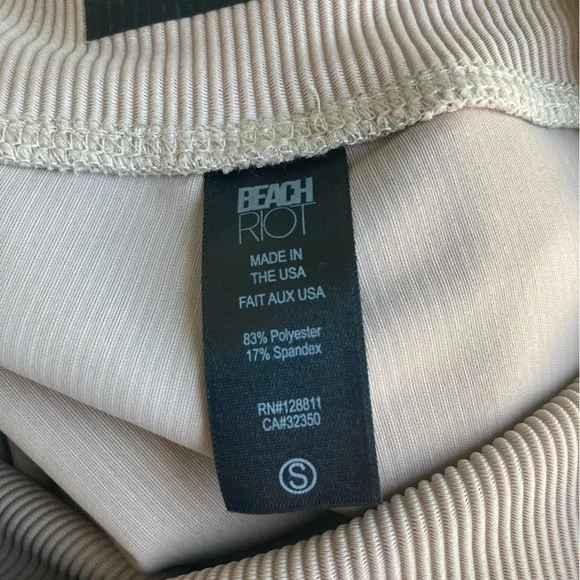 BEACH
RIOT
MADE IN
THE USA
FAIT AUX USA
83% Polyester
17% Spandex
RN#128811
CA#32350
S